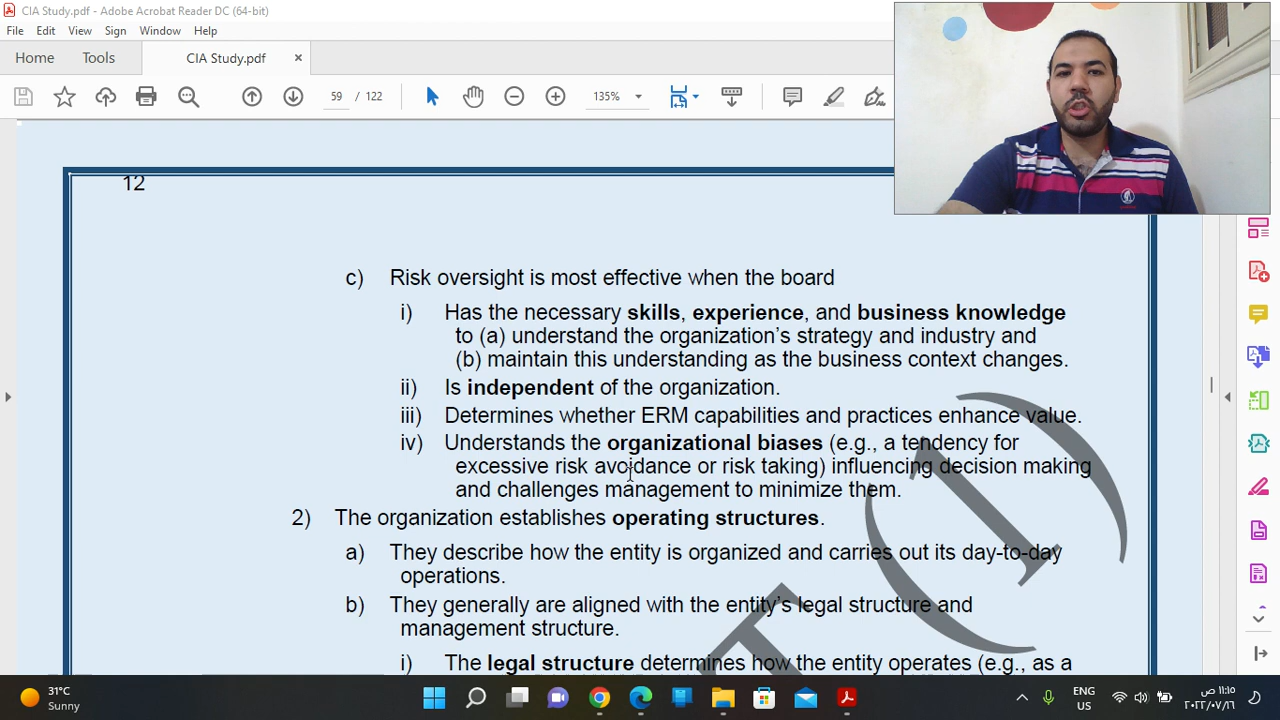 CIA Study.pdf - Adobe Acrobat Reader DC (64-bit)
File Edit View Sign Window Help
Home Tools CIA Study.pdf ×
59 / 122 135%
12
c) Risk oversight is most effective when the board
i) Has the necessary skills, experience, and business knowledge
to (a) understand the organization's strategy and industry and
(b) maintain this understanding as the business context changes.
ii) Is independent of the organization.
iii) Determines whether ERM capabilities and practices enhance value.
iv) Understands the organizational biases (e.g., a tendency for
excessive risk avoidance or risk taking) influencing decision making
and challenges management to minimize them.
2) The organization establishes operating structures.
a) They describe how the entity is organized and carries out its day-to-day
operations.
b) They generally are aligned with the entity's legal structure and
management structure.
i) The legal structure determines how the entity operates (e.g., as a
T (I)
31°C
Sunny
ENG
US
١١:١٥ ص
٢٠٢٢/٠٧/١٦